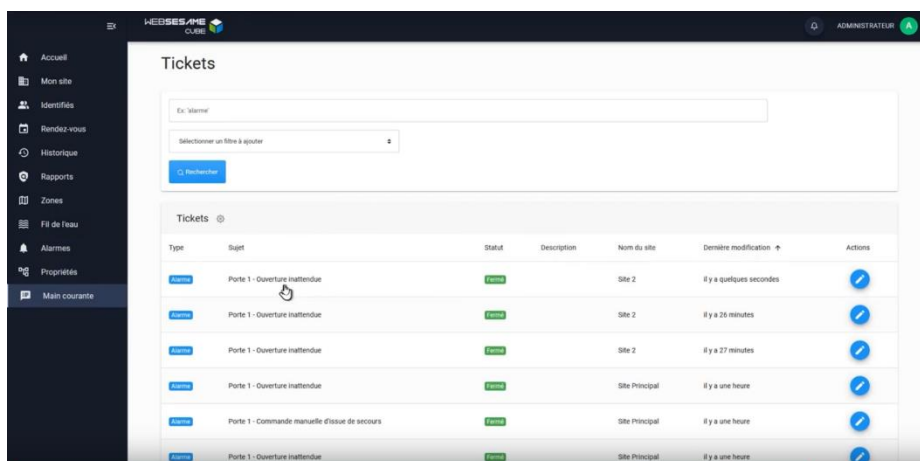 WEBSESAME
CUBE
ADMINISTRATEUR A
Accueil
Mon site
Identifiés
Rendez-vous
Historique
Rapports
Zones
Fil de l'eau
Alarmes
Propriétés
Main courante
Tickets
Ex: 'alarme'
Sélectionner un filtre à ajouter
Rechercher
Tickets
Type Sujet Statut Description Nom du site Dernière modification Actions
Alarme Porte 1 - Ouverture inattendue Fermé Site 2 il y a quelques secondes
Alarme Porte 1 - Ouverture inattendue Fermé Site 2 il y a 26 minutes
Alarme Porte 1 - Ouverture inattendue Fermé Site 2 il y a 27 minutes
Alarme Porte 1 - Ouverture inattendue Fermé Site Principal il y a une heure
Alarme Porte 1 - Commande manuelle d'issue de secours Fermé Site Principal il y a une heure
Alarme Porte 1 - Ouverture inattendue Fermé Site Principal il y a une heure